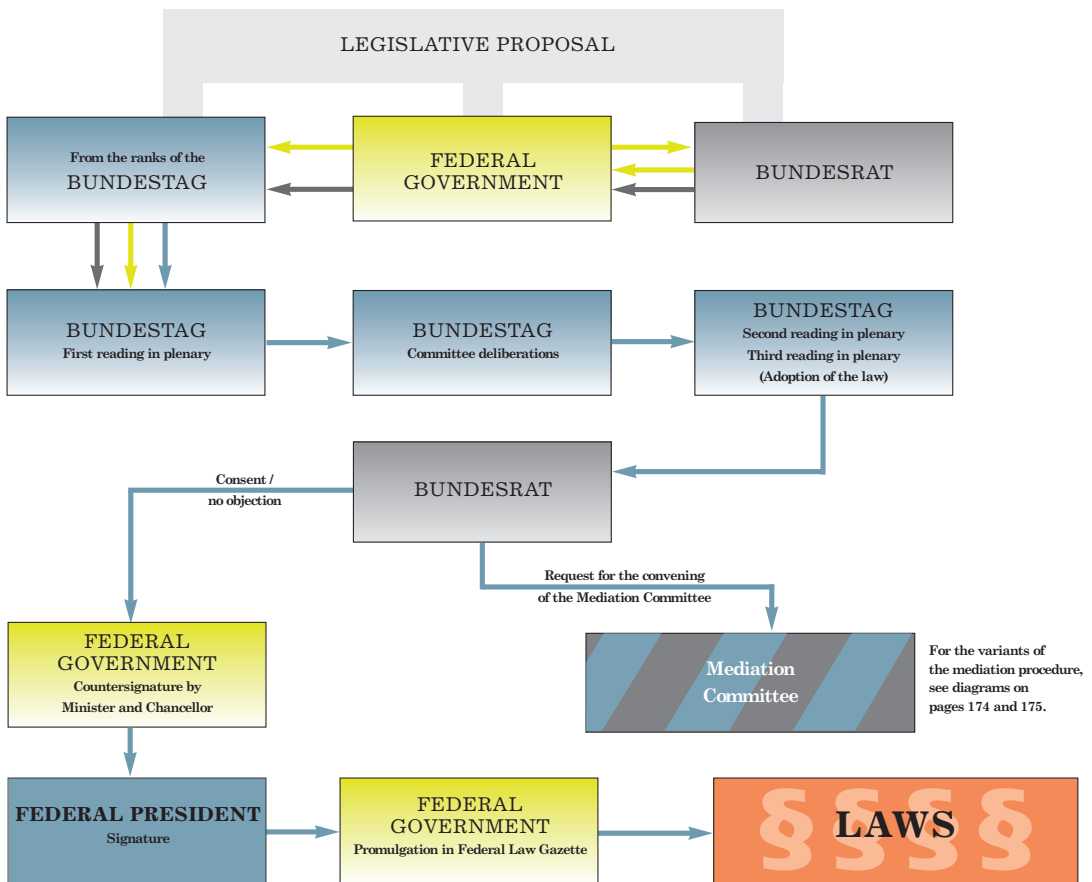 LEGISLATIVE PROPOSAL
From the ranks of the
BUNDESTAG
FEDERAL
GOVERNMENT
BUNDESRAT
BUNDESTAG
First reading in plenary
BUNDESTAG
Committee deliberations
BUNDESTAG
Second reading in plenary
Third reading in plenary
(Adoption of the law)
Consent /
no objection
BUNDESRAT
Request for the convening
of the Mediation Committee
FEDERAL
GOVERNMENT
Countersignature by
Minister and Chancellor
Mediation
Committee
For the variants of
the mediation procedure,
see diagrams on
pages 174 and 175.
FEDERAL PRESIDENT
Signature
FEDERAL
GOVERNMENT
Promulgation in Federal Law Gazette
§§§§
LAWS